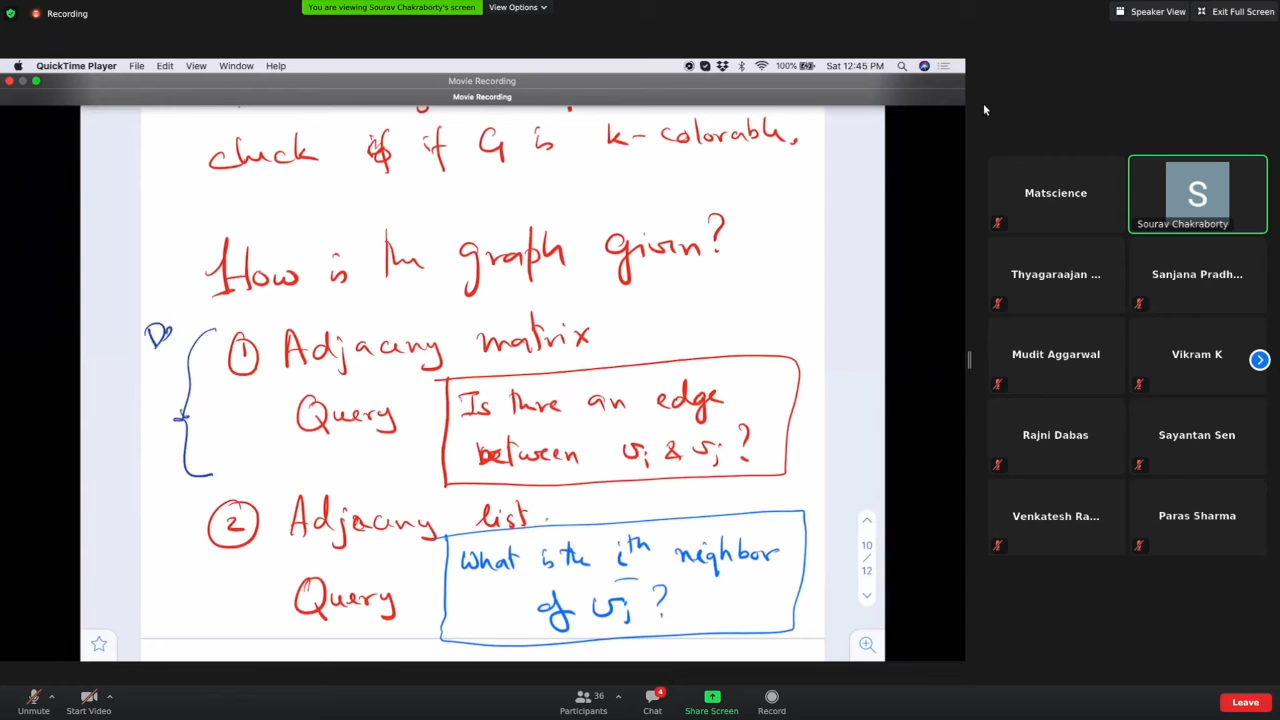 Recording
You are viewing Sourav Chakraborty's screen
View Options
Speaker View
Exit Full Screen
QuickTime Player File Edit View Window Help
100% Sat 12:45 PM
Movie Recording
Movie Recording
check if G is k-colorable.
How is the graph given?
① Adjacency matrix
Query
Is there an edge
between vi & vj ?
② Adjacency list.
Query
What is the ith neighbor
of vj ?
10
/
12
Matscience
S
Sourav Chakraborty
Thyagaraajan ...
Sanjana Pradh...
Mudit Aggarwal
Vikram K
Rajni Dabas
Sayantan Sen
Venkatesh Ra...
Paras Sharma
Unmute
Start Video
36
Participants
4
Chat
Share Screen
Record
Leave